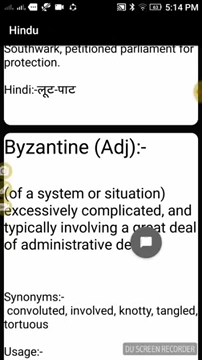 5:14 PM
Hindu
Southwark, petitioned parliament for
protection.
Hindi:-लूट-पाट
Byzantine (Adj):-
(of a system or situation)
excessively complicated, and
typically involving a great deal
of administrative
Synonyms:-
convoluted, involved, knotty, tangled,
tortuous
Usage:-
DU SCREEN RECORDER